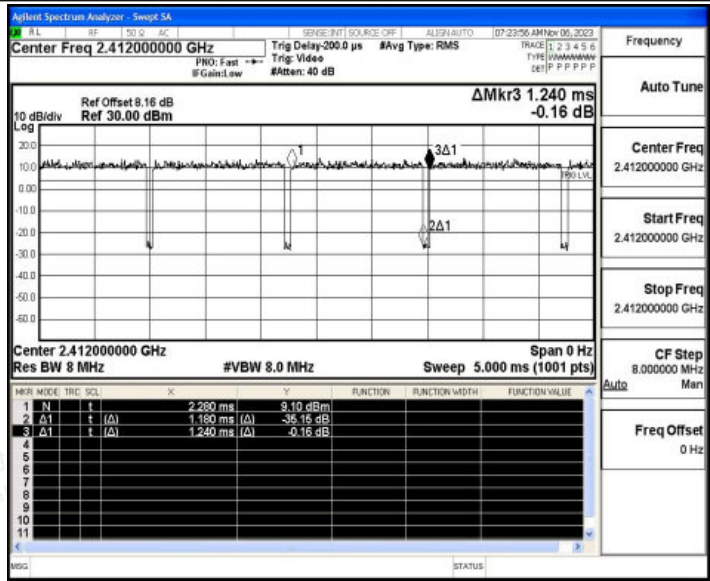 Agilent Spectrum Analyzer - Swept SA
RL RF 50 Ω AC SENSE:INT SOURCE OFF ALIGN AUTO 07:23:56 AM Nov 06, 2023
Center Freq 2.412000000 GHz
PNO: Fast
IFGain:Low
Trig Delay-200.0 µs
Trig: Video
#Atten: 40 dB
#Avg Type: RMS
TRACE 1 2 3 4 5 6
TYPE
DET P P P P P P
Ref Offset 8.16 dB
10 dB/div Ref 30.00 dBm
ΔMkr3 1.240 ms
-0.16 dB
Log
20.0
10.0
0.00
-10.0
-20.0
-30.0
-40.0
-50.0
-60.0
1
3Δ1
2Δ1
TRIG LVL
Center 2.412000000 GHz Span 0 Hz
Res BW 8 MHz #VBW 8.0 MHz Sweep 5.000 ms (1001 pts)
MKR MODE TRC SCL X Y FUNCTION FUNCTION WIDTH FUNCTION VALUE
1 N t 2.280 ms 9.10 dBm
2 Δ1 t (Δ) 1.180 ms (Δ) -35.15 dB
3 Δ1 t (Δ) 1.240 ms (Δ) -0.16 dB
4
5
6
7
8
9
10
11
MSG STATUS
Frequency
Auto Tune
Center Freq
2.412000000 GHz
Start Freq
2.412000000 GHz
Stop Freq
2.412000000 GHz
CF Step
8.000000 MHz
Auto Man
Freq Offset
0 Hz